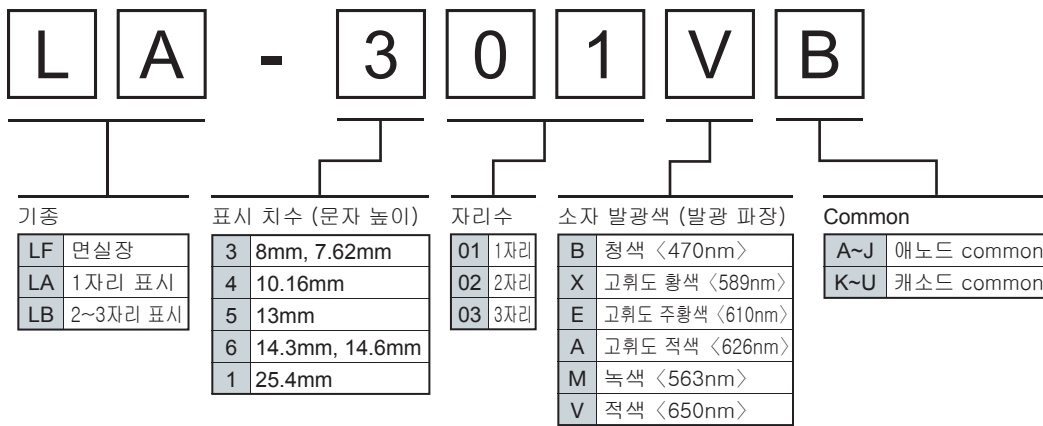 LA-301VB
기종
LF 면실장
LA 1자리 표시
LB 2~3자리 표시
표시 치수 (문자 높이)
3 8mm, 7.62mm
4 10.16mm
5 13mm
6 14.3mm, 14.6mm
1 25.4mm
자리수
01 1자리
02 2자리
03 3자리
소자 발광색 (발광 파장)
B 청색〈470nm〉
X 고휘도 황색〈589nm〉
E 고휘도 주황색〈610nm〉
A 고휘도 적색〈626nm〉
M 녹색〈563nm〉
V 적색〈650nm〉
Common
A~J 애노드 common
K~U 캐소드 common